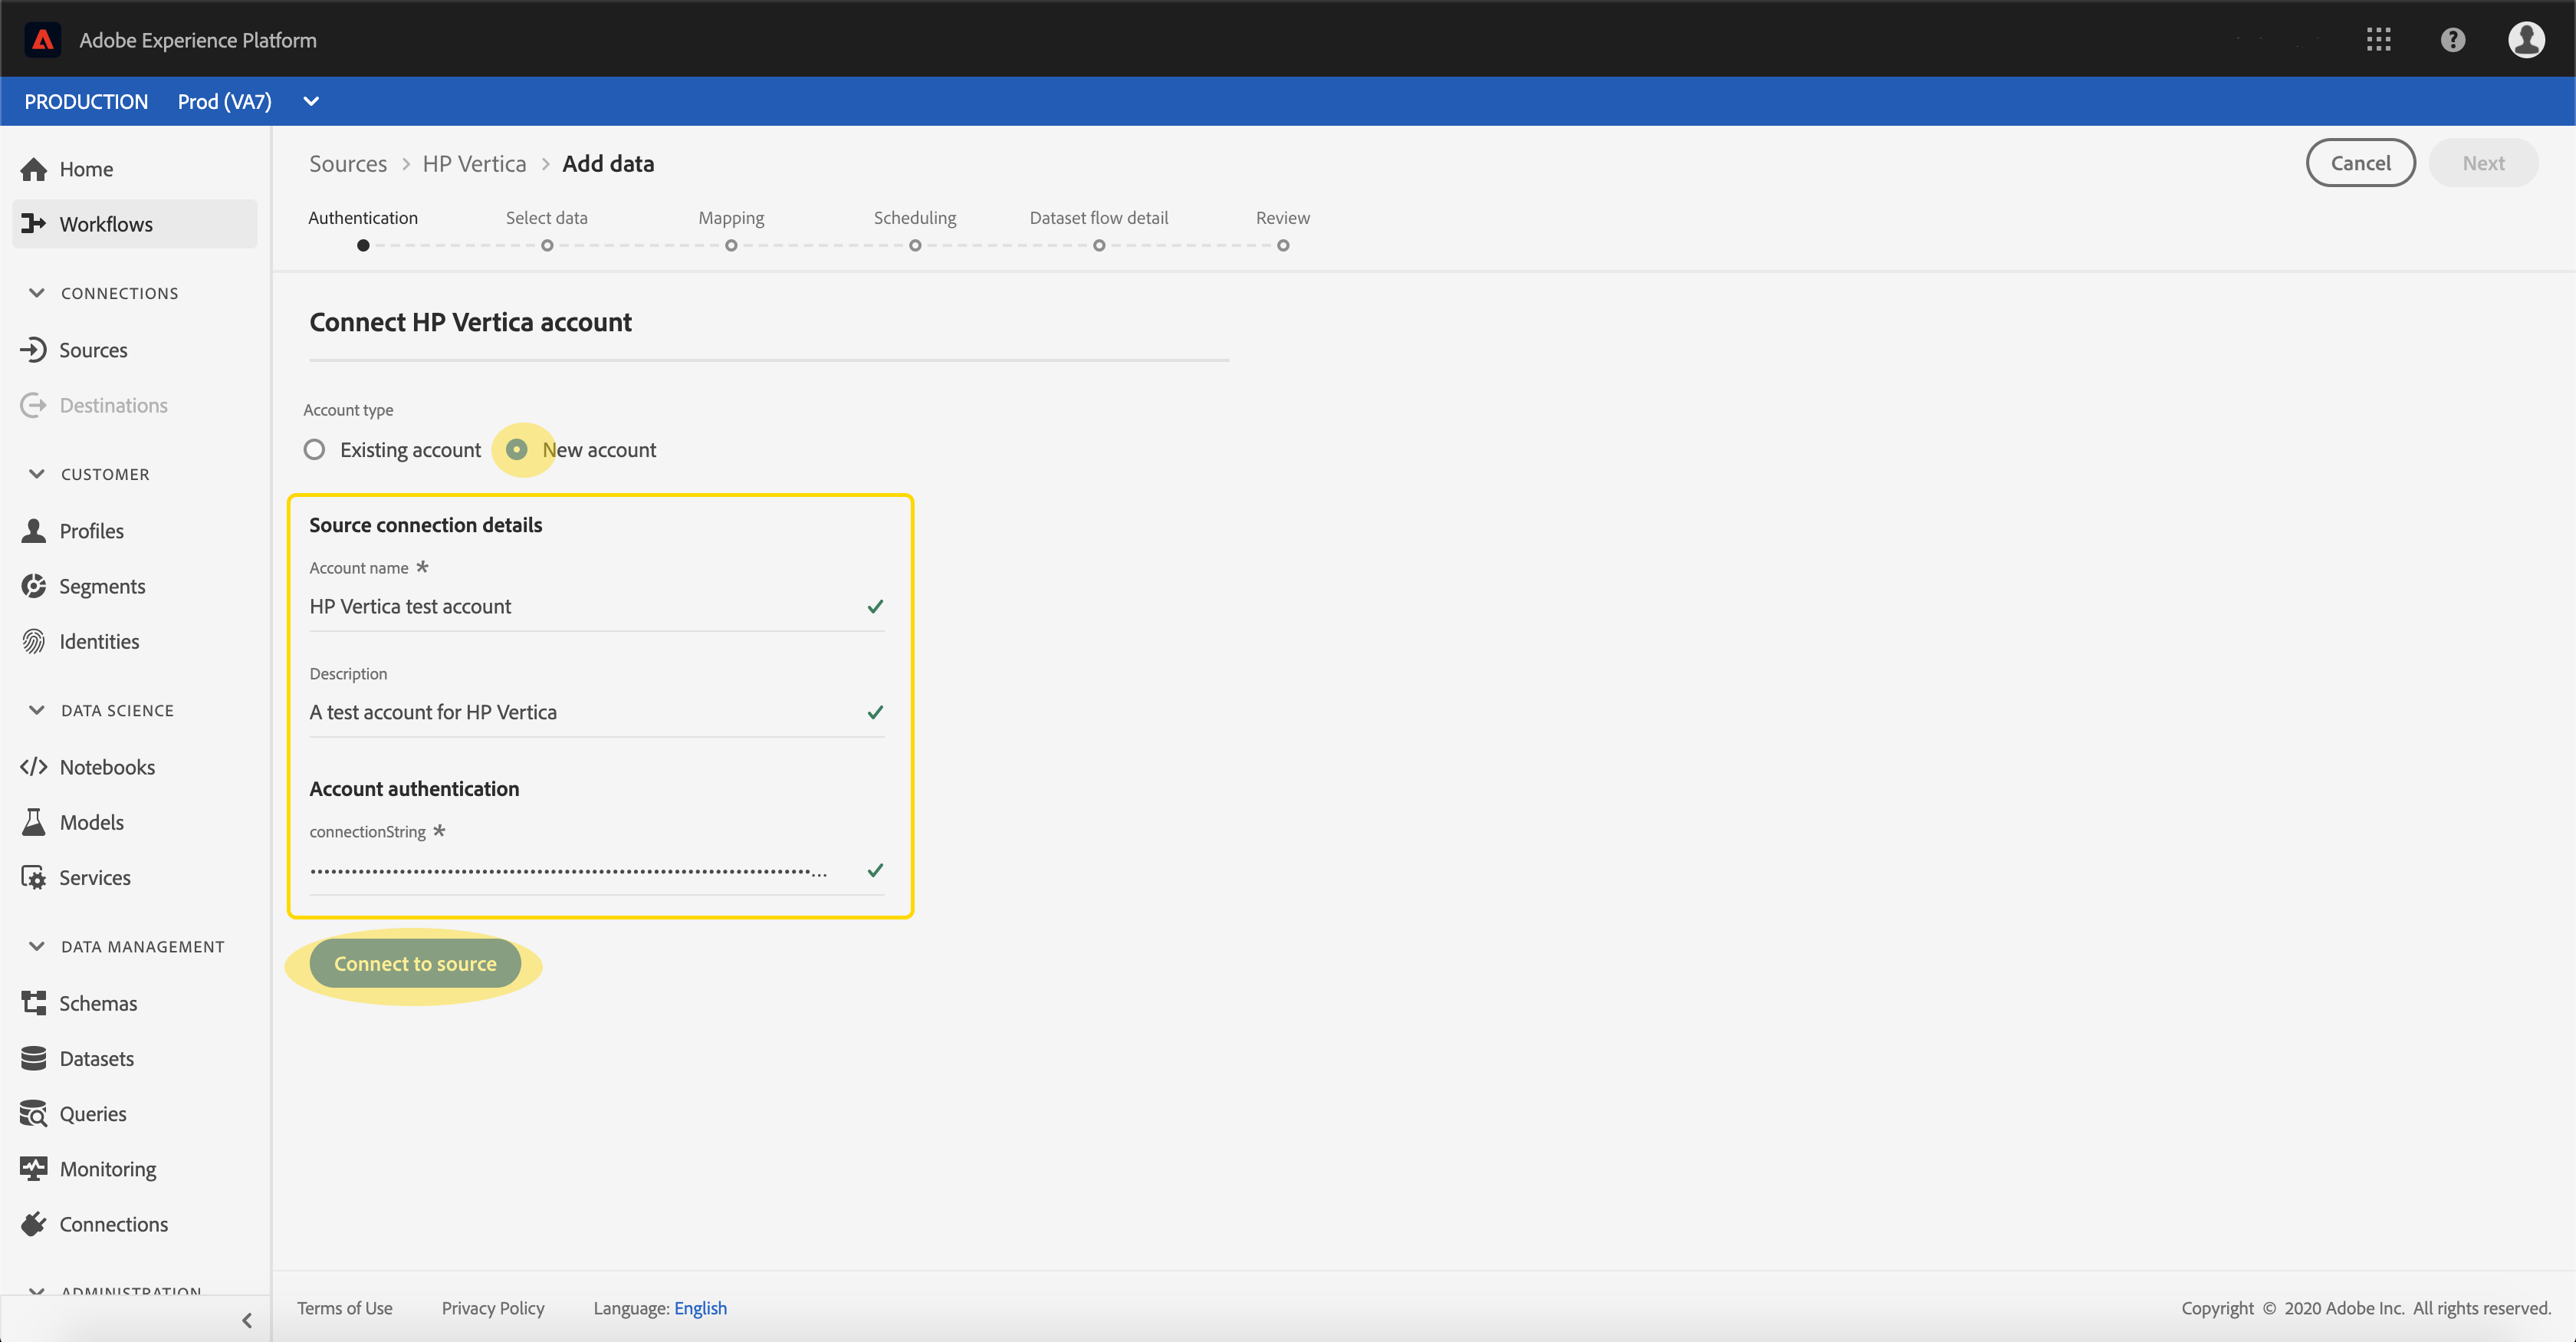 Adobe Experience Platform
PRODUCTION Prod (VA7)
Home
Workflows
CONNECTIONS
Sources
Destinations
CUSTOMER
Profiles
Segments
Identities
DATA SCIENCE
Notebooks
Models
Services
DATA MANAGEMENT
Schemas
Datasets
Queries
Monitoring
Connections
ADMINISTRATION
Sources > HP Vertica > Add data
Cancel Next
Authentication Select data Mapping Scheduling Dataset flow detail Review
Connect HP Vertica account
Account type
Existing account New account
Source connection details
Account name *
HP Vertica test account
Description
A test account for HP Vertica
Account authentication
connectionString *
Connect to source
Terms of Use Privacy Policy Language: English
Copyright © 2020 Adobe Inc. All rights reserved.